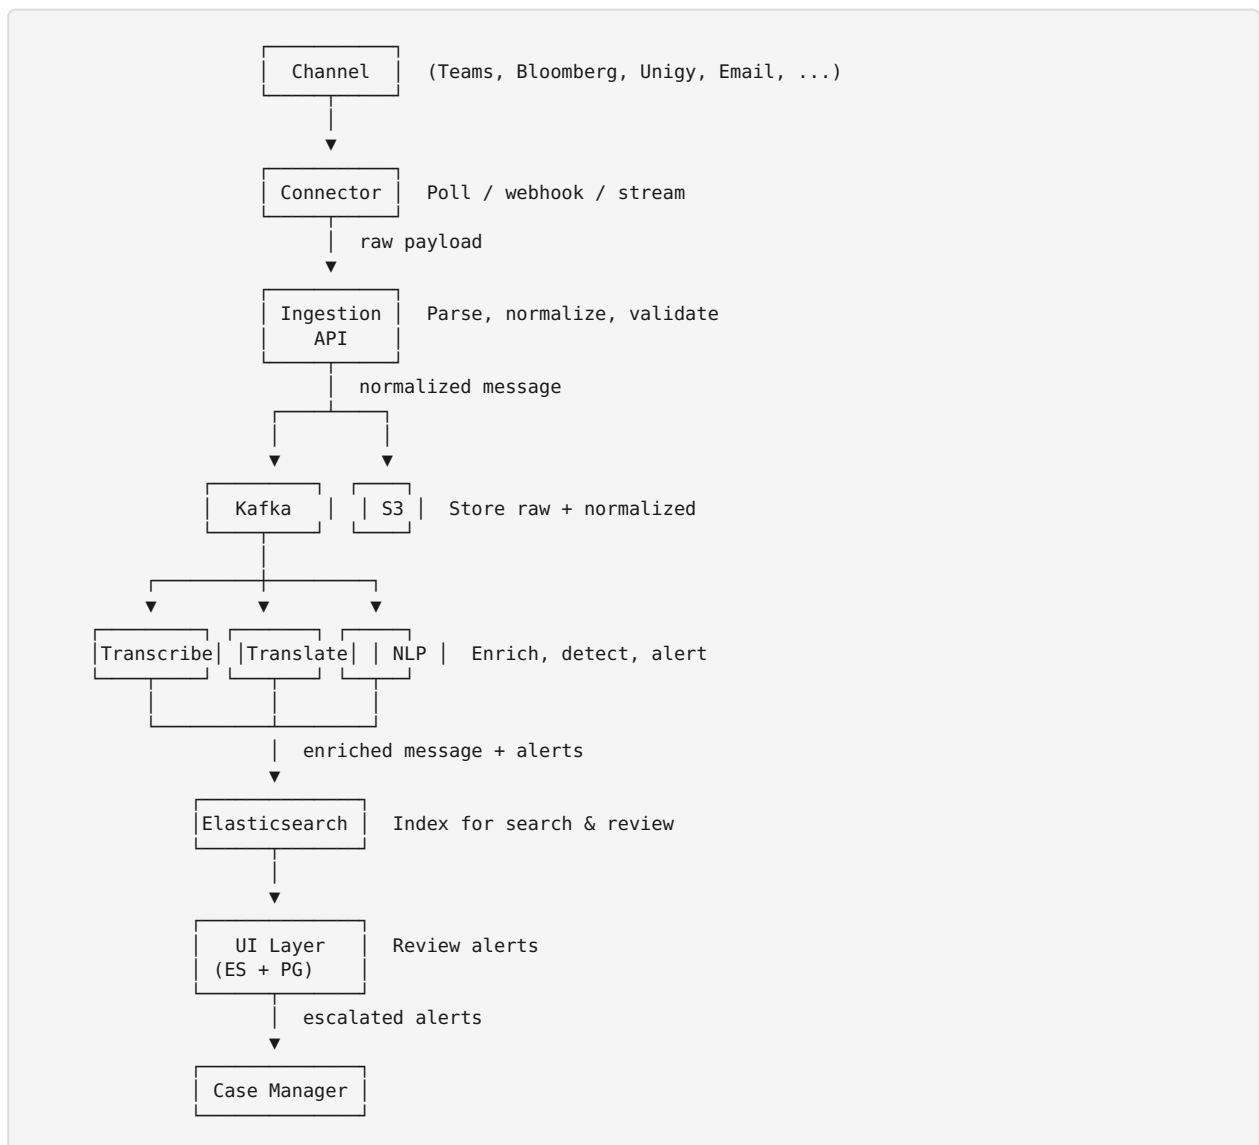 Channel (Teams, Bloomberg, Unigy, Email, ...)
Connector Poll / webhook / stream
raw payload
Ingestion Parse, normalize, validate
API
normalized message
Kafka S3 Store raw + normalized
Transcribe Translate NLP Enrich, detect, alert
enriched message + alerts
Elasticsearch Index for search & review
UI Layer Review alerts
(ES + PG)
escalated alerts
Case Manager